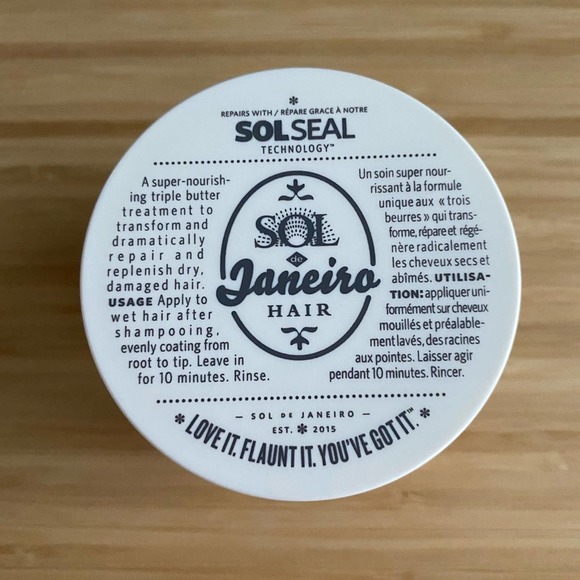 REPAIRS WITH / RÉPARE GRACE À NOTRE
SOLSEAL
TECHNOLOGY™
A super-nourish-
ing triple butter
treatment to
transform and
dramatically
repair and
replenish dry,
damaged hair.
USAGE Apply to
wet hair after
shampooing,
evenly coating from
root to tip. Leave in
for 10 minutes. Rinse.
SOL
de
Janeiro
HAIR
Un soin super nour-
rissant à la formule
unique aux « trois
beurres » qui trans-
forme, répare et régé-
nère radicalement
les cheveux secs et
abîmés. UTILISA-
TION: appliquer uni-
formément sur cheveux
mouillés et préalable-
ment lavés, des racines
aux pointes. Laisser agir
pendant 10 minutes. Rincer.
— SOL DE JANEIRO —
EST. ✻ 2015
✻ LOVE IT. FLAUNT IT. YOU'VE GOT IT.™ ✻